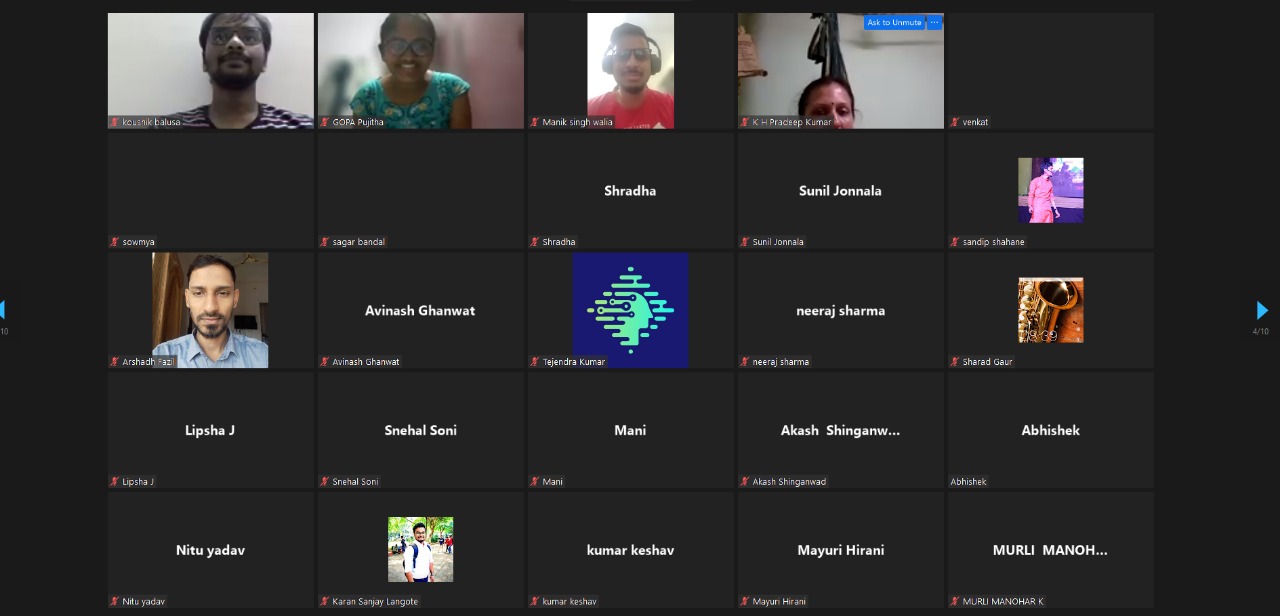 Ask to Unmute ...
koushik balusa
GOPA Pujitha
Manik singh walia
K H Pradeep Kumar
venkat
Shradha
Sunil Jonnala
sowmya
sagar bandal
Shradha
Sunil Jonnala
sandip shahane
Avinash Ghanwat
neeraj sharma
Arshadh Fazil
Avinash Ghanwat
Tejendra Kumar
neeraj sharma
Sharad Gaur
10
4/10
Lipsha J
Snehal Soni
Mani
Akash Shinganw...
Abhishek
Lipsha J
Snehal Soni
Mani
Akash Shinganwad
Abhishek
Nitu yadav
kumar keshav
Mayuri Hirani
MURLI MANOH...
Nitu yadav
Karan Sanjay Langote
kumar keshav
Mayuri Hirani
MURLI MANOHAR K